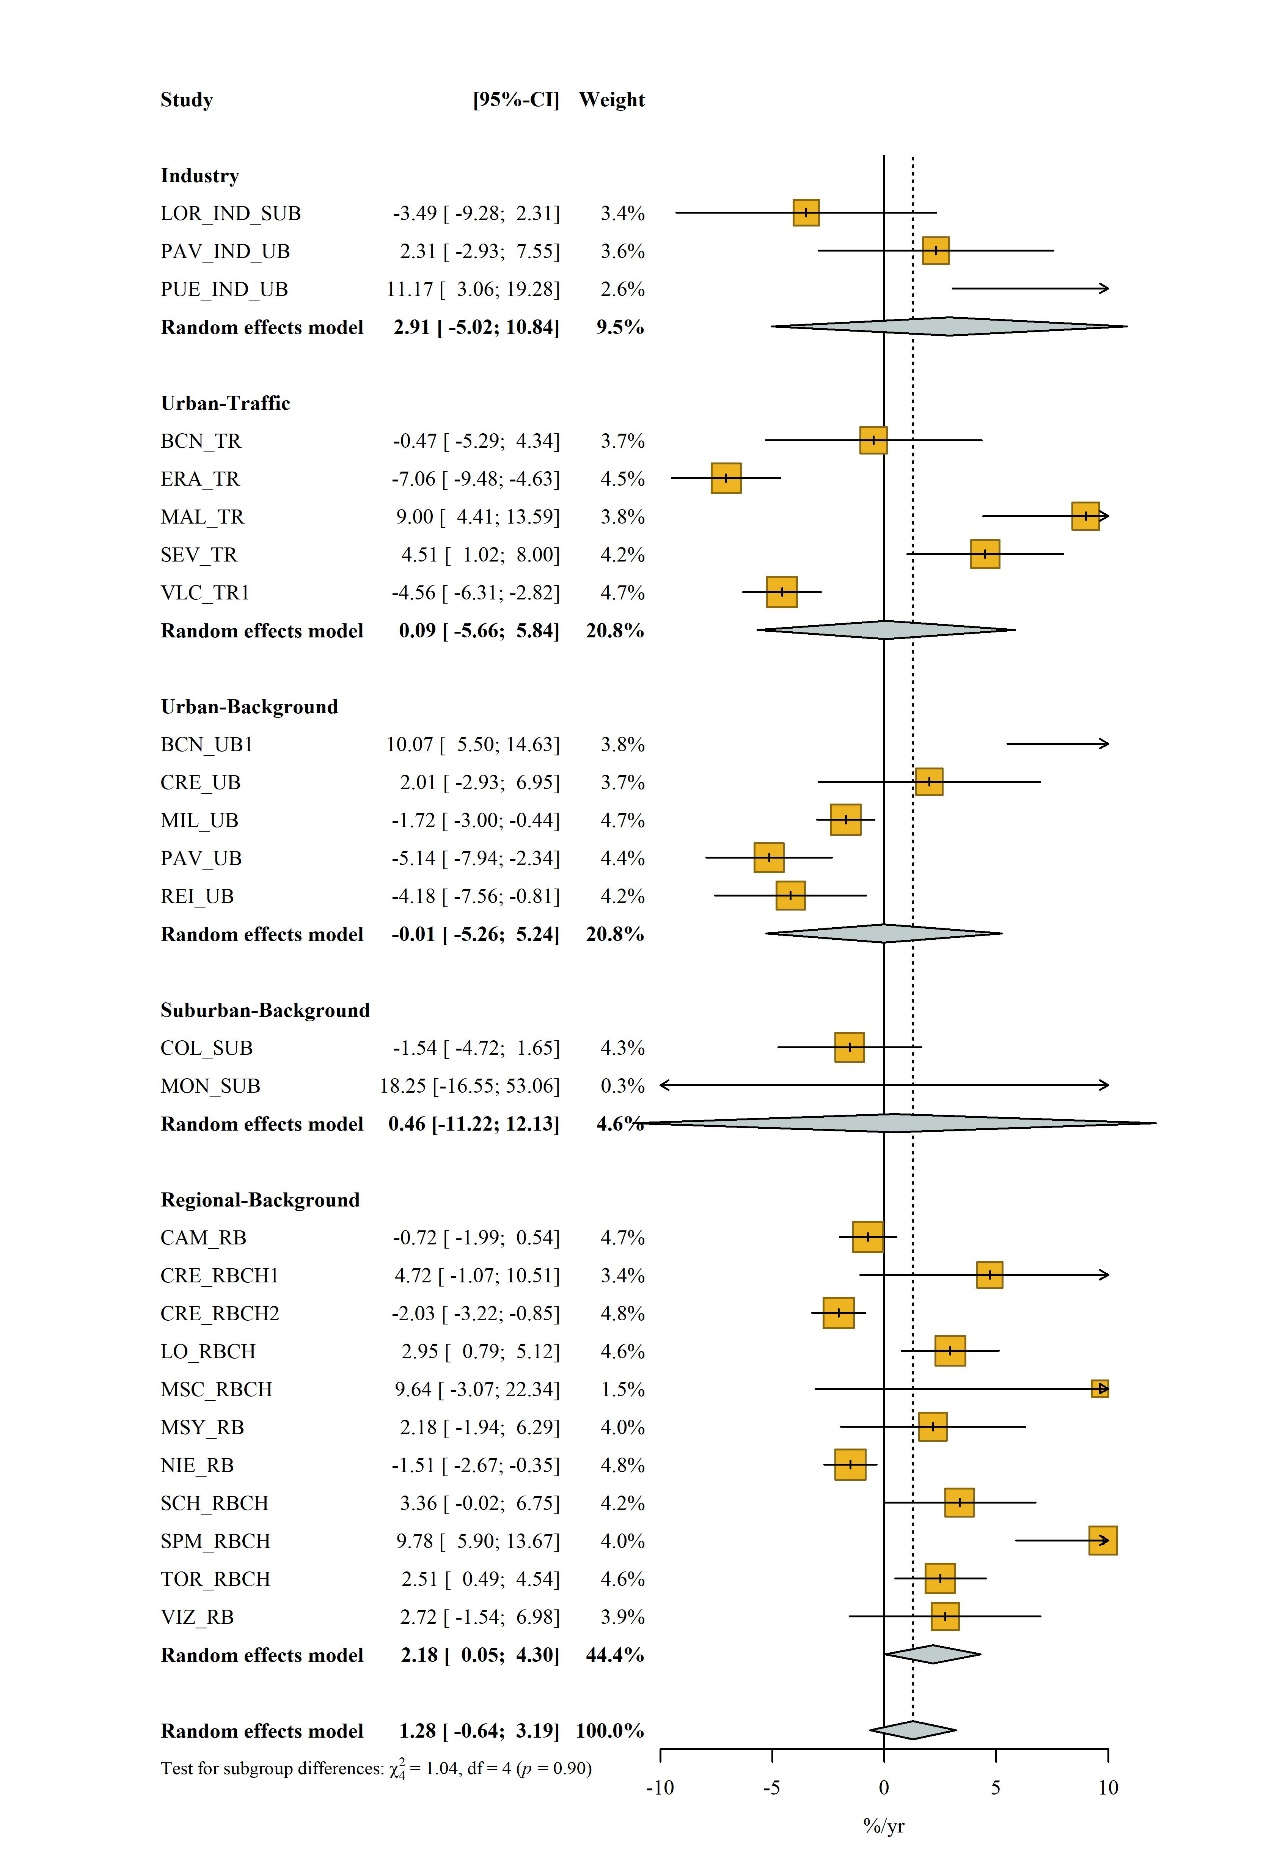 Study [95%-CI] Weight
Industry
LOR_IND_SUB -3.49 [ -9.28; 2.31] 3.4%
PAV_IND_UB 2.31 [ -2.93; 7.55] 3.6%
PUE_IND_UB 11.17 [ 3.06; 19.28] 2.6%
Random effects model 2.91 [ -5.02; 10.84] 9.5%
Urban-Traffic
BCN_TR -0.47 [ -5.29; 4.34] 3.7%
ERA_TR -7.06 [ -9.48; -4.63] 4.5%
MAL_TR 9.00 [ 4.41; 13.59] 3.8%
SEV_TR 4.51 [ 1.02; 8.00] 4.2%
VLC_TR1 -4.56 [ -6.31; -2.82] 4.7%
Random effects model 0.09 [ -5.66; 5.84] 20.8%
Urban-Background
BCN_UB1 10.07 [ 5.50; 14.63] 3.8%
CRE_UB 2.01 [ -2.93; 6.95] 3.7%
MIL_UB -1.72 [ -3.00; -0.44] 4.7%
PAV_UB -5.14 [ -7.94; -2.34] 4.4%
REI_UB -4.18 [ -7.56; -0.81] 4.2%
Random effects model -0.01 [ -5.26; 5.24] 20.8%
Suburban-Background
COL_SUB -1.54 [ -4.72; 1.65] 4.3%
MON_SUB 18.25 [-16.55; 53.06] 0.3%
Random effects model 0.46 [-11.22; 12.13] 4.6%
Regional-Background
CAM_RB -0.72 [ -1.99; 0.54] 4.7%
CRE_RBCH1 4.72 [ -1.07; 10.51] 3.4%
CRE_RBCH2 -2.03 [ -3.22; -0.85] 4.8%
LO_RBCH 2.95 [ 0.79; 5.12] 4.6%
MSC_RBCH 9.64 [ -3.07; 22.34] 1.5%
MSY_RB 2.18 [ -1.94; 6.29] 4.0%
NIE_RB -1.51 [ -2.67; -0.35] 4.8%
SCH_RBCH 3.36 [ -0.02; 6.75] 4.2%
SPM_RBCH 9.78 [ 5.90; 13.67] 4.0%
TOR_RBCH 2.51 [ 0.49; 4.54] 4.6%
VIZ_RB 2.72 [ -1.54; 6.98] 3.9%
Random effects model 2.18 [ 0.05; 4.30] 44.4%
Random effects model 1.28 [ -0.64; 3.19] 100.0%
Test for subgroup differences: χ²₄ = 1.04, df = 4 (p = 0.90)
-10 -5 0 5 10
%/yr